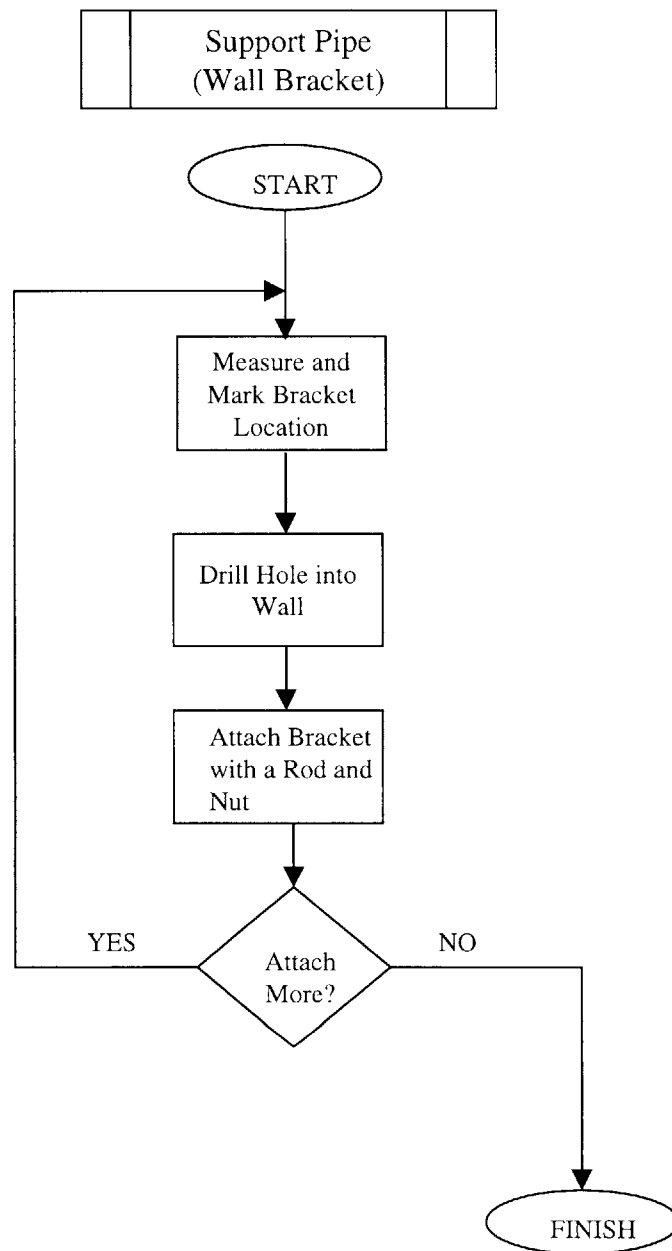 Support Pipe
(Wall Bracket)
START
Measure and
Mark Bracket
Location
Drill Hole into
Wall
Attach Bracket
with a Rod and
Nut
YES
NO
Attach
More?
FINISH